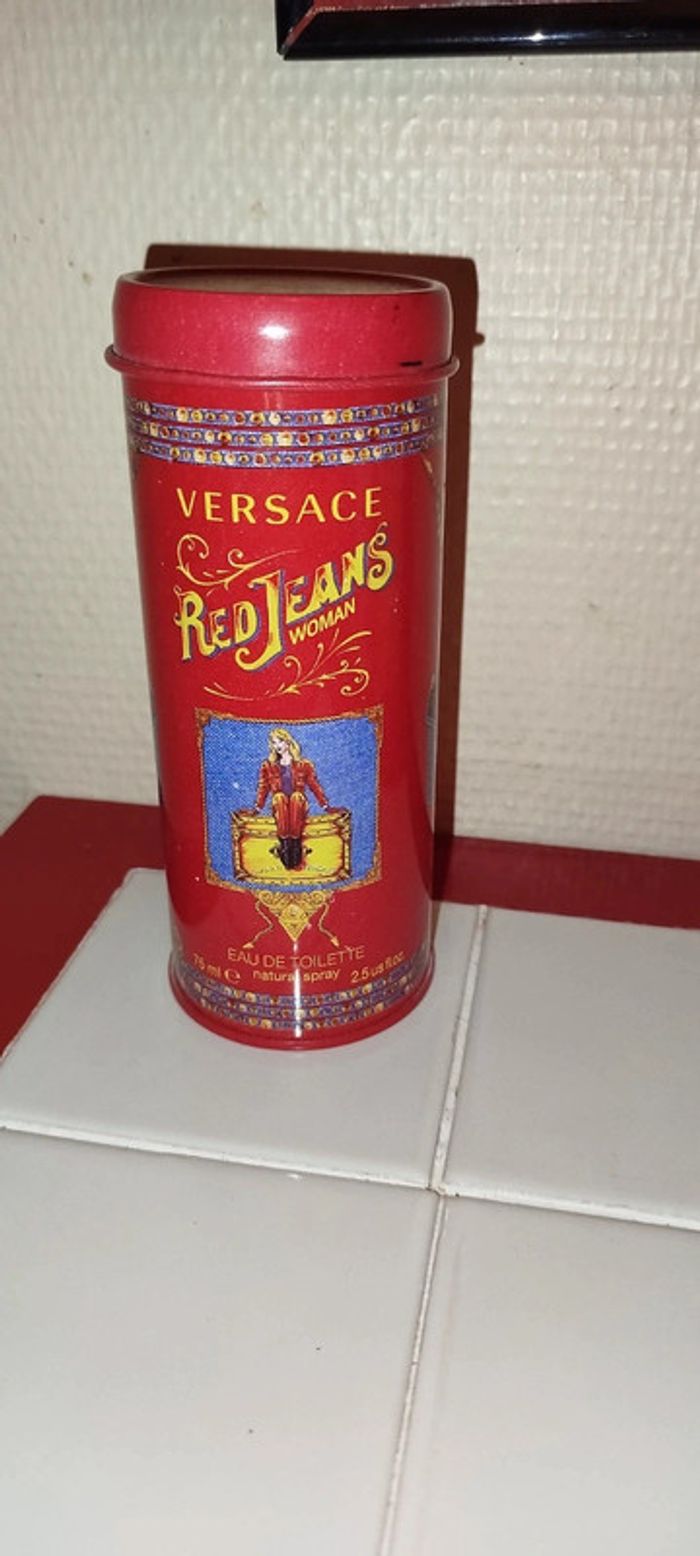 VERSACE
RED JEANS
WOMAN
EAU DE TOILETTE
75 ml e natural spray 2.5 us fl.oz.